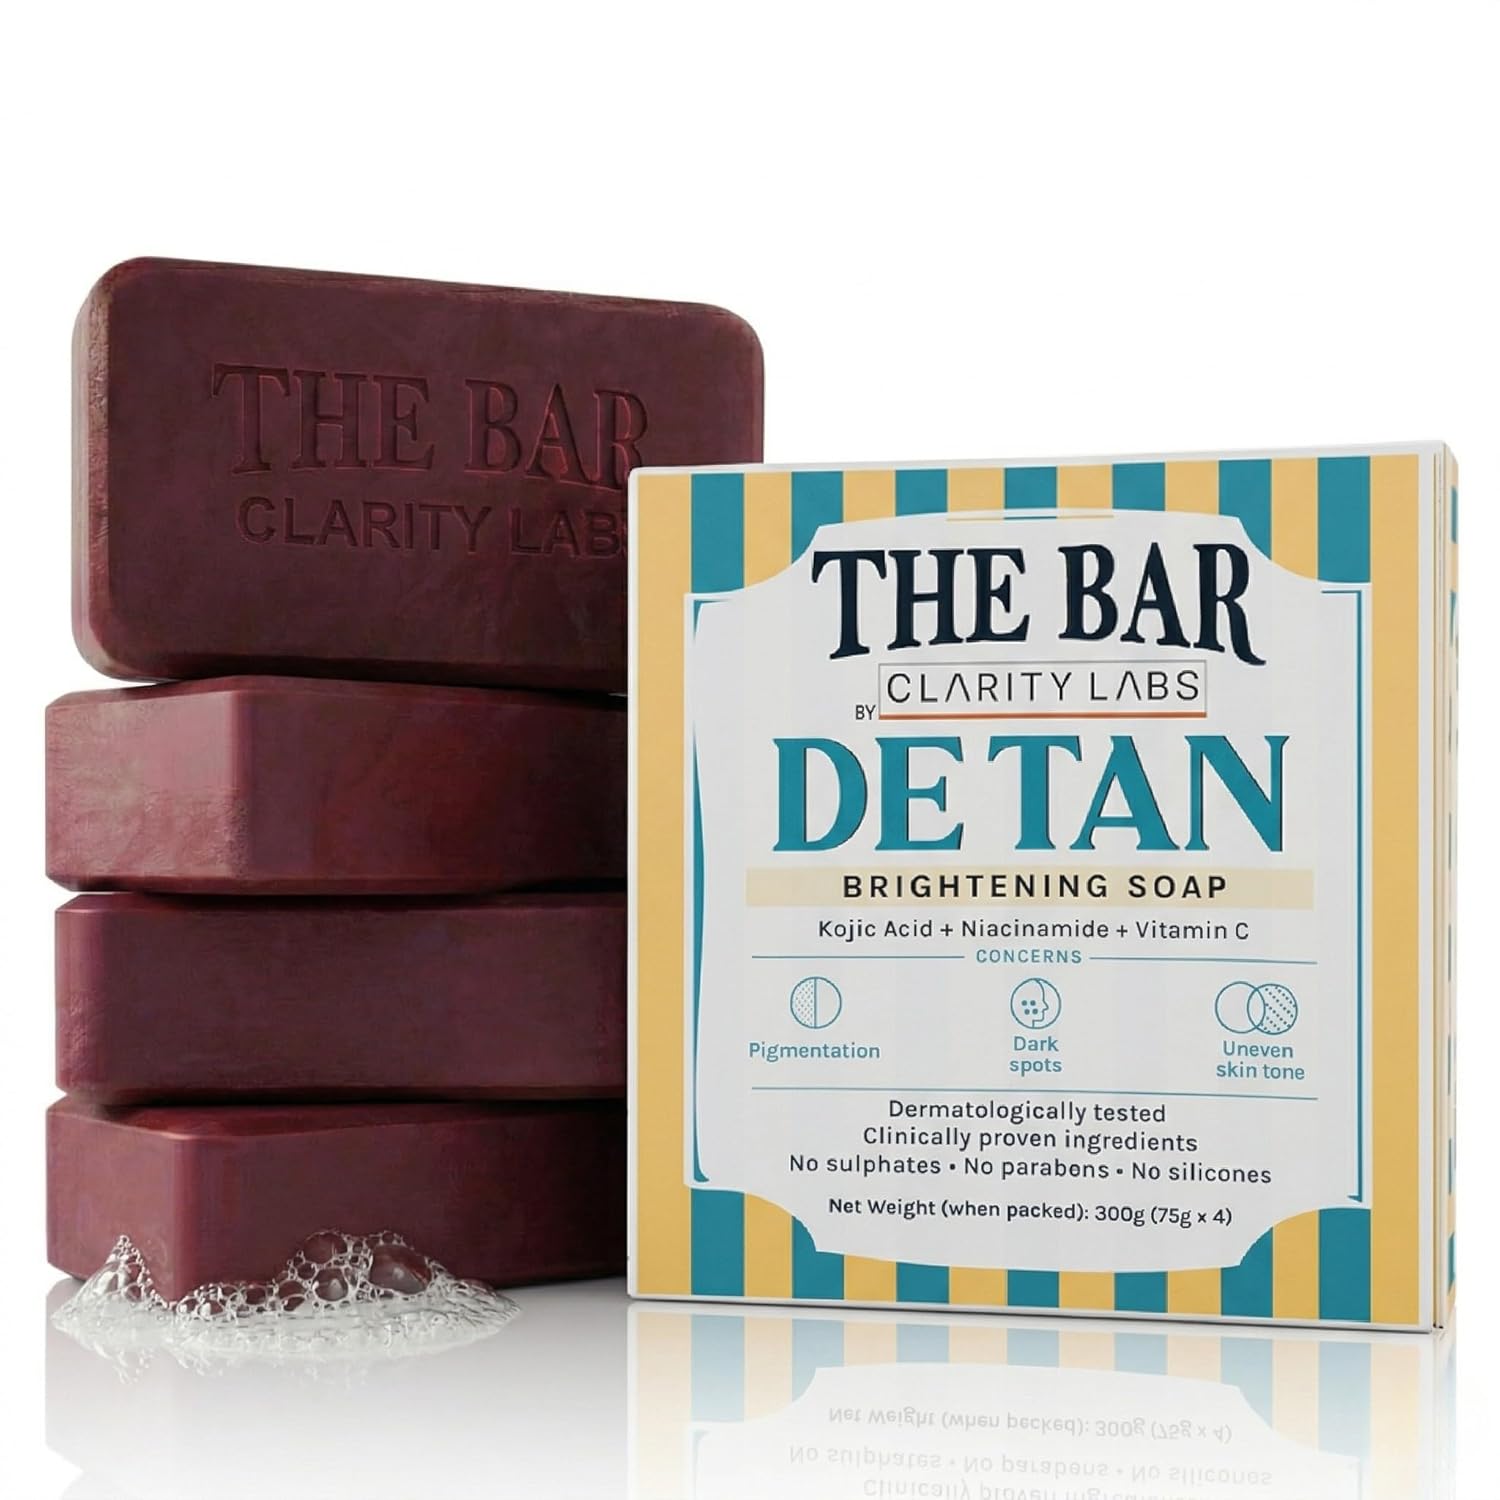 THE BAR
CLARITY LABS
THE BAR
BY CLARITY LABS
DE TAN
BRIGHTENING SOAP
Kojic Acid + Niacinamide + Vitamin C
CONCERNS
Pigmentation
Dark
spots
Uneven
skin tone
Dermatologically tested
Clinically proven ingredients
No sulphates • No parabens • No silicones
Net Weight (when packed): 300g (75g x 4)